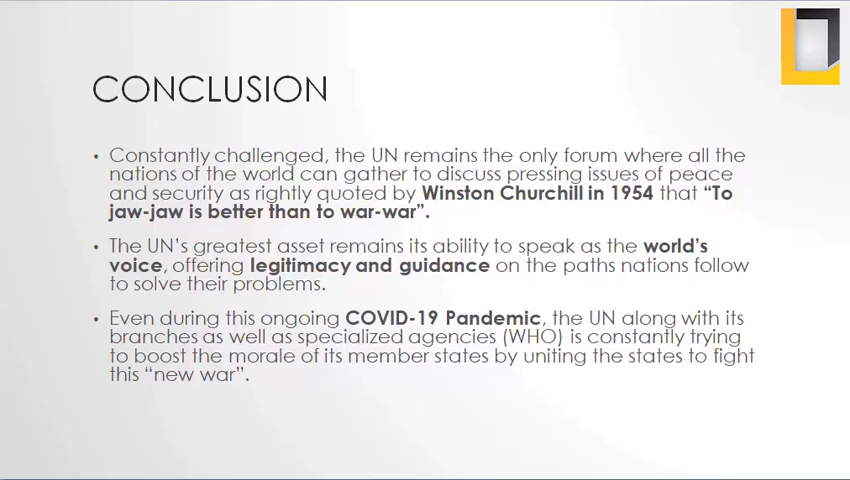 CONCLUSION
• Constantly challenged, the UN remains the only forum where all the
nations of the world can gather to discuss pressing issues of peace
and security as rightly quoted by Winston Churchill in 1954 that “To
jaw-jaw is better than to war-war”.
• The UN’s greatest asset remains its ability to speak as the world’s
voice, offering legitimacy and guidance on the paths nations follow
to solve their problems.
• Even during this ongoing COVID-19 Pandemic, the UN along with its
branches as well as specialized agencies (WHO) is constantly trying
to boost the morale of its member states by uniting the states to fight
this “new war”.